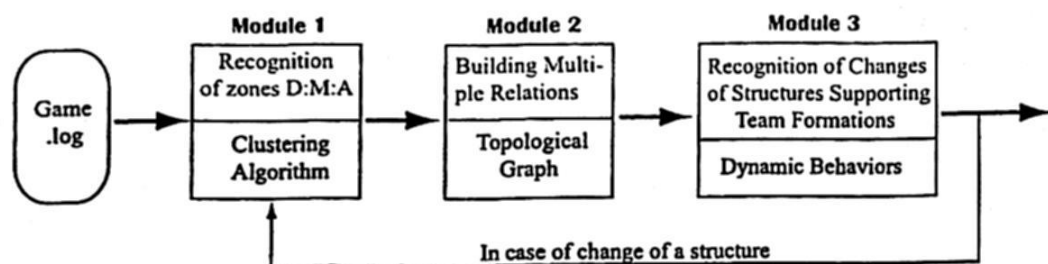 Module 1
Module 2
Module 3
Game
.log
Recognition
of zones D:M:A
Clustering
Algorithm
Building Multi-
ple Relations
Topological
Graph
Recognition of Changes
of Structures Supporting
Team Formations
Dynamic Behaviors
In case of change of a structure